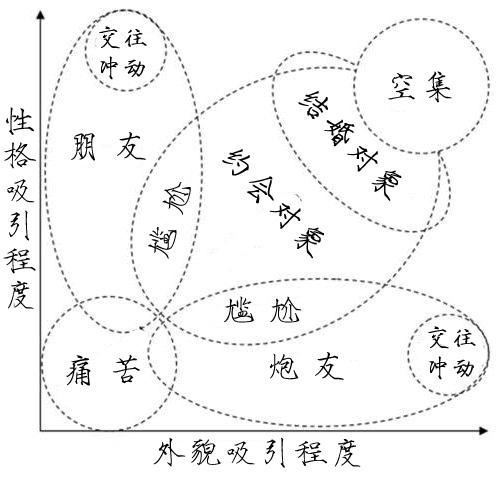 交往
冲动
空集
朋友
结婚对象
约会对象
尴尬
性格吸引程度
尴尬
交往
冲动
痛苦
炮友
外貌吸引程度